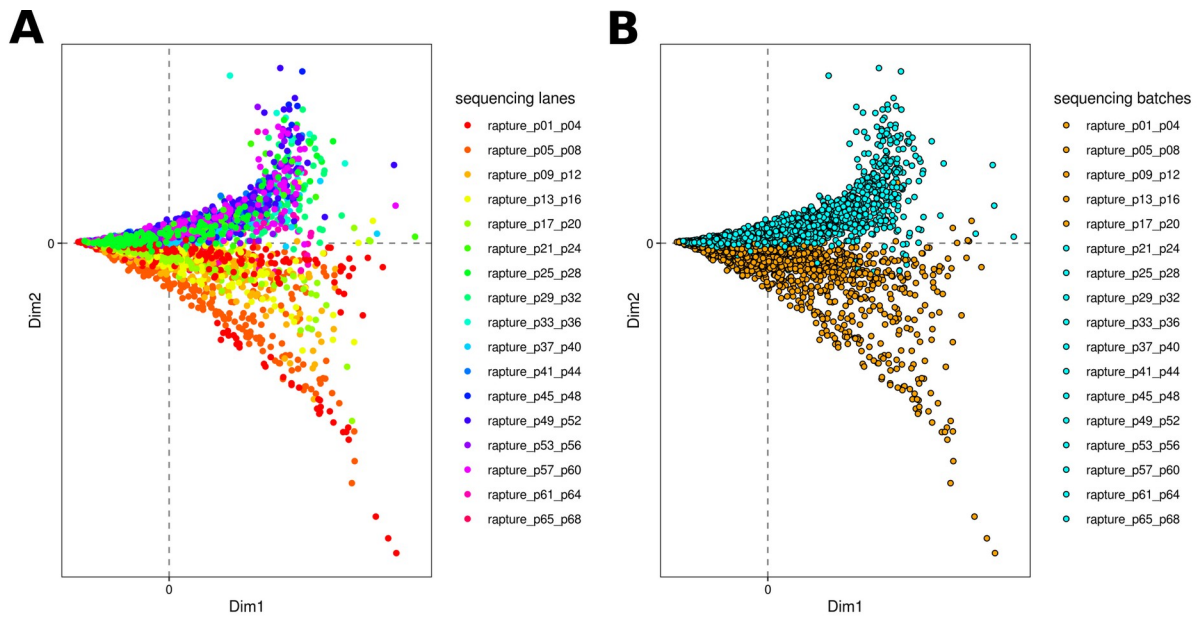 A
B
sequencing lanes
rapture_p01_p04
rapture_p05_p08
rapture_p09_p12
rapture_p13_p16
rapture_p17_p20
rapture_p21_p24
rapture_p25_p28
rapture_p29_p32
rapture_p33_p36
rapture_p37_p40
rapture_p41_p44
rapture_p45_p48
rapture_p49_p52
rapture_p53_p56
rapture_p57_p60
rapture_p61_p64
rapture_p65_p68
0
Dim2
0
Dim1
sequencing batches
rapture_p01_p04
rapture_p05_p08
rapture_p09_p12
rapture_p13_p16
rapture_p17_p20
rapture_p21_p24
rapture_p25_p28
rapture_p29_p32
rapture_p33_p36
rapture_p37_p40
rapture_p41_p44
rapture_p45_p48
rapture_p49_p52
rapture_p53_p56
rapture_p57_p60
rapture_p61_p64
rapture_p65_p68
0
Dim2
0
Dim1